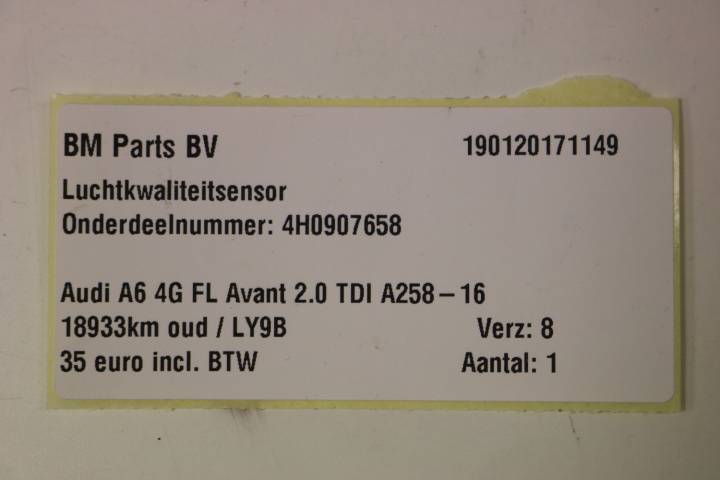 BM Parts BV 190120171149
Luchtkwaliteitsensor
Onderdeelnummer: 4H0907658
Audi A6 4G FL Avant 2.0 TDI A258-16
18933km oud / LY9B Verz: 8
35 euro incl. BTW Aantal: 1